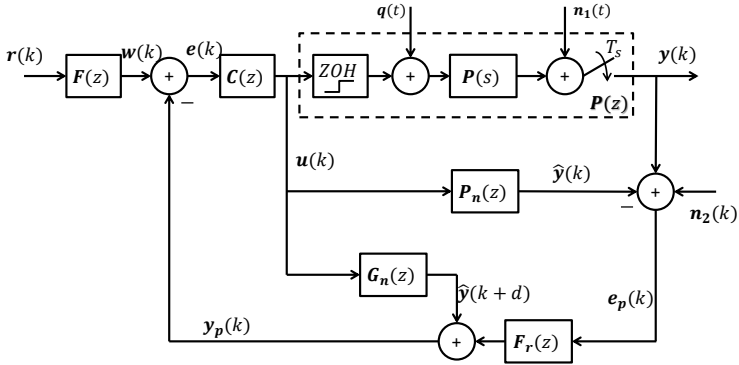 q(t)
n₁(t)
r(k)
F(z)
w(k)
+
−
e(k)
C(z)
ZOH
+
P(s)
+
Tₛ
y(k)
P(z)
u(k)
Pₙ(z)
ŷ(k)
+
−
n₂(k)
Gₙ(z)
ŷ(k + d)
eₚ(k)
yₚ(k)
+
Fᵣ(z)